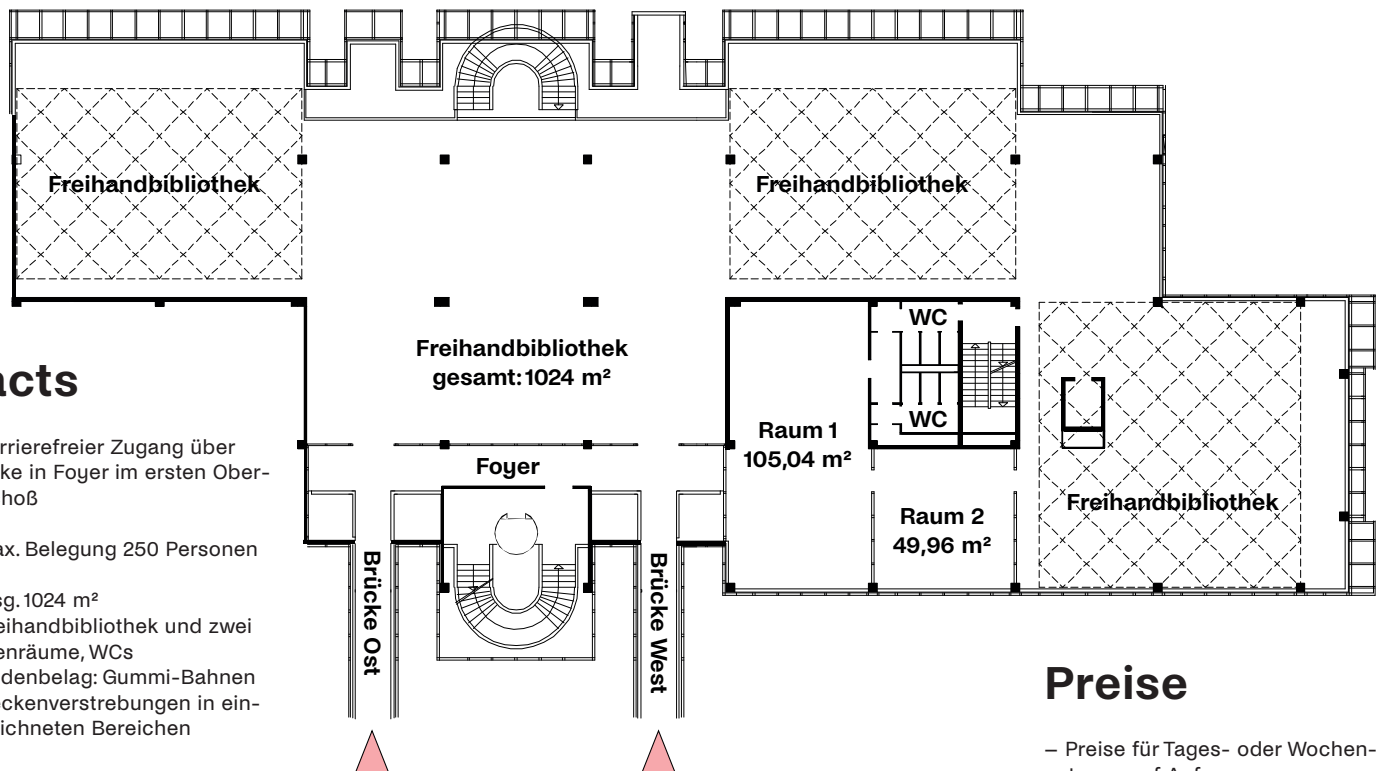 Freihandbibliothek
Freihandbibliothek
WC
Freihandbibliothek
gesamt: 1024 m²
WC
Raum 1
105,04 m²
Foyer
Freihandbibliothek
Raum 2
49,96 m²
Brücke Ost
Brücke West
acts
rrierefreier Zugang über
ke in Foyer im ersten Ober-
hoß
ax. Belegung 250 Personen
sg. 1024 m²
eihandbibliothek und zwei
enräume, WCs
denbelag: Gummi-Bahnen
eckenverstrebungen in ein-
ichneten Bereichen
Preise
– Preise für Tages- oder Wochen-